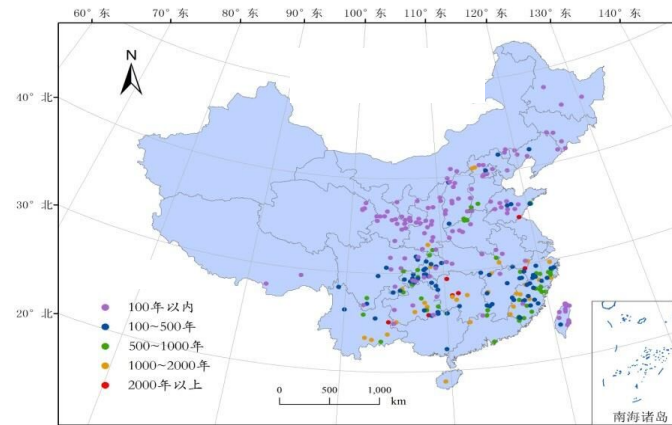 60° 东 70° 东 80° 东 90° 东 100° 东 110° 东 120° 东 130° 东 140° 东
N
40° 北
30° 北
20° 北
100年以内
100~500年
500~1000年
1000~2000年
2000年以上
0 500 1,000
km
南海诸岛